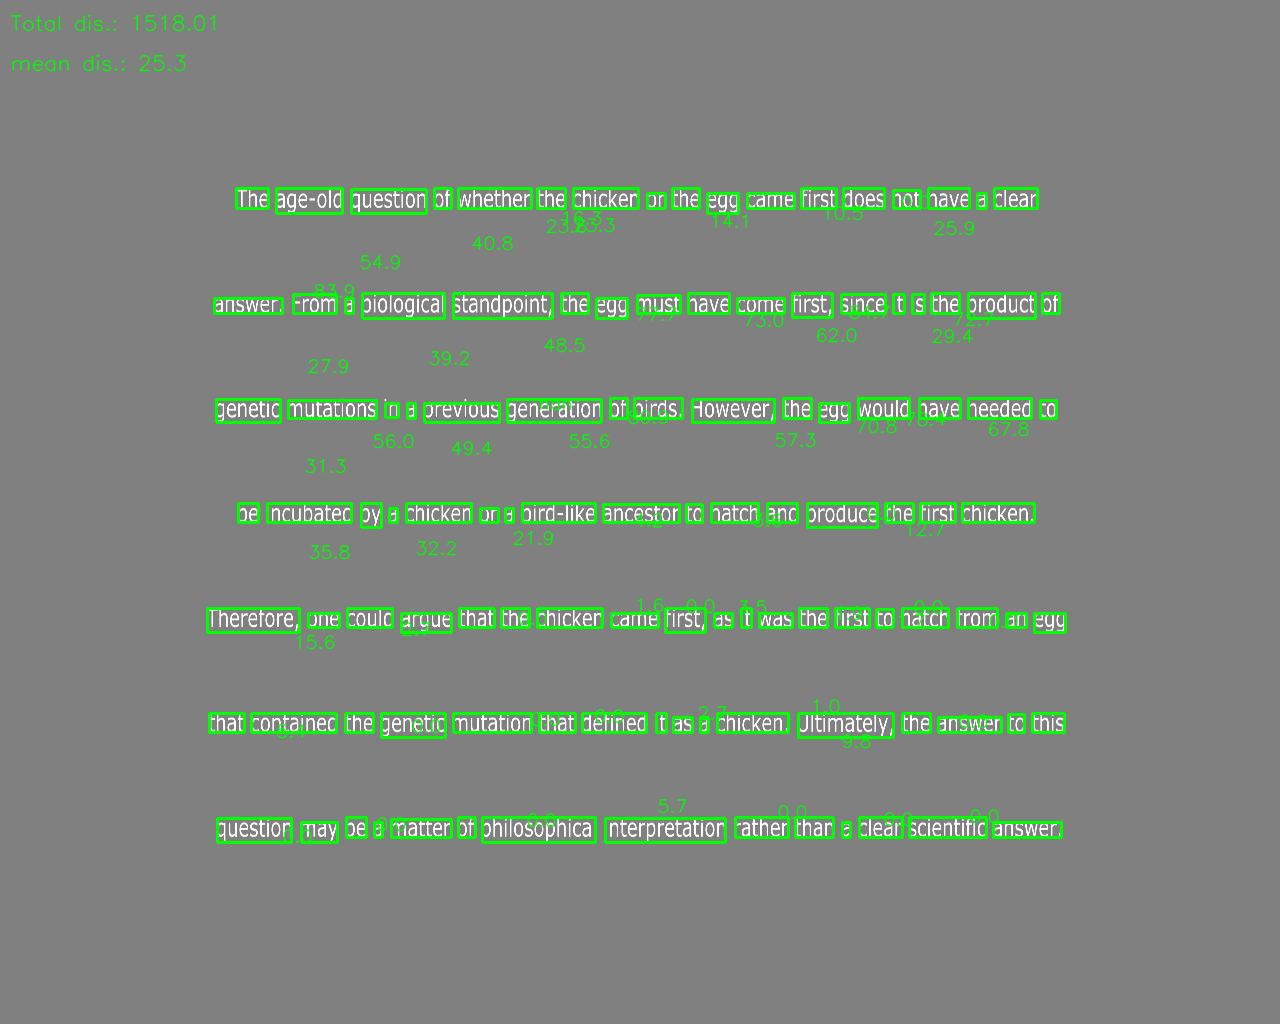 Total dis.: 1518.01
mean dis.: 25.3
The age-old question of whether the chicken or the egg came first does not have a clear
16.3 23.3 14.1 10.5 25.9
40.8
54.9
83.9
answer. From a biological standpoint, the egg must have come first, since it is the product of
73.0 62.0 29.4 72.7
48.5
39.2
27.9
genetic mutations in a previous generation of birds. However, the egg would have needed to
56.0 49.4 55.6 57.3 70.8 78.4 67.8
31.3
be incubated by a chicken or a bird-like ancestor to hatch and produce the first chicken.
12.7
35.8 32.2 21.9
1.6 0.0 3.5
Therefore, one could argue that the chicken came first, as it was the first to hatch from an egg
15.6
2.7 1.0
that contained the genetic mutation that defined it as a chicken. Ultimately, the answer to this
9.8
5.7 0.0 0.0
question may be a matter of philosophical interpretation rather than a clear scientific answer.